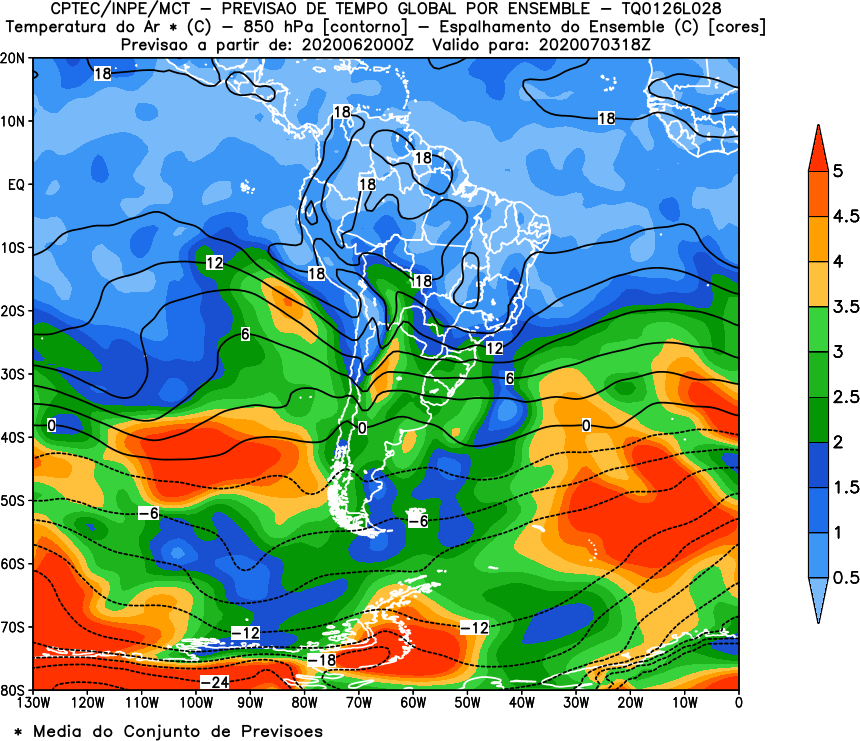 CPTEC/INPE/MCT – PREVISAO DE TEMPO GLOBAL POR ENSEMBLE – TQ0126L028
Temperatura do Ar * (C) – 850 hPa [contorno] – Espalhamento do Ensemble (C) [cores]
Previsao a partir de: 2020062000Z Valido para: 2020070318Z
20N
18
18
18
10N
18
18
EQ
18
10S
12
18
18
20S
6
12
30S
6
0
0
0
40S
50S
–6
–6
60S
70S
–12
–12
–18
–24
80S
130W 120W 110W 100W 90W 80W 70W 60W 50W 40W 30W 20W 10W 0
5
4.5
4
3.5
3
2.5
2
1.5
1
0.5
* Media do Conjunto de Previsoes